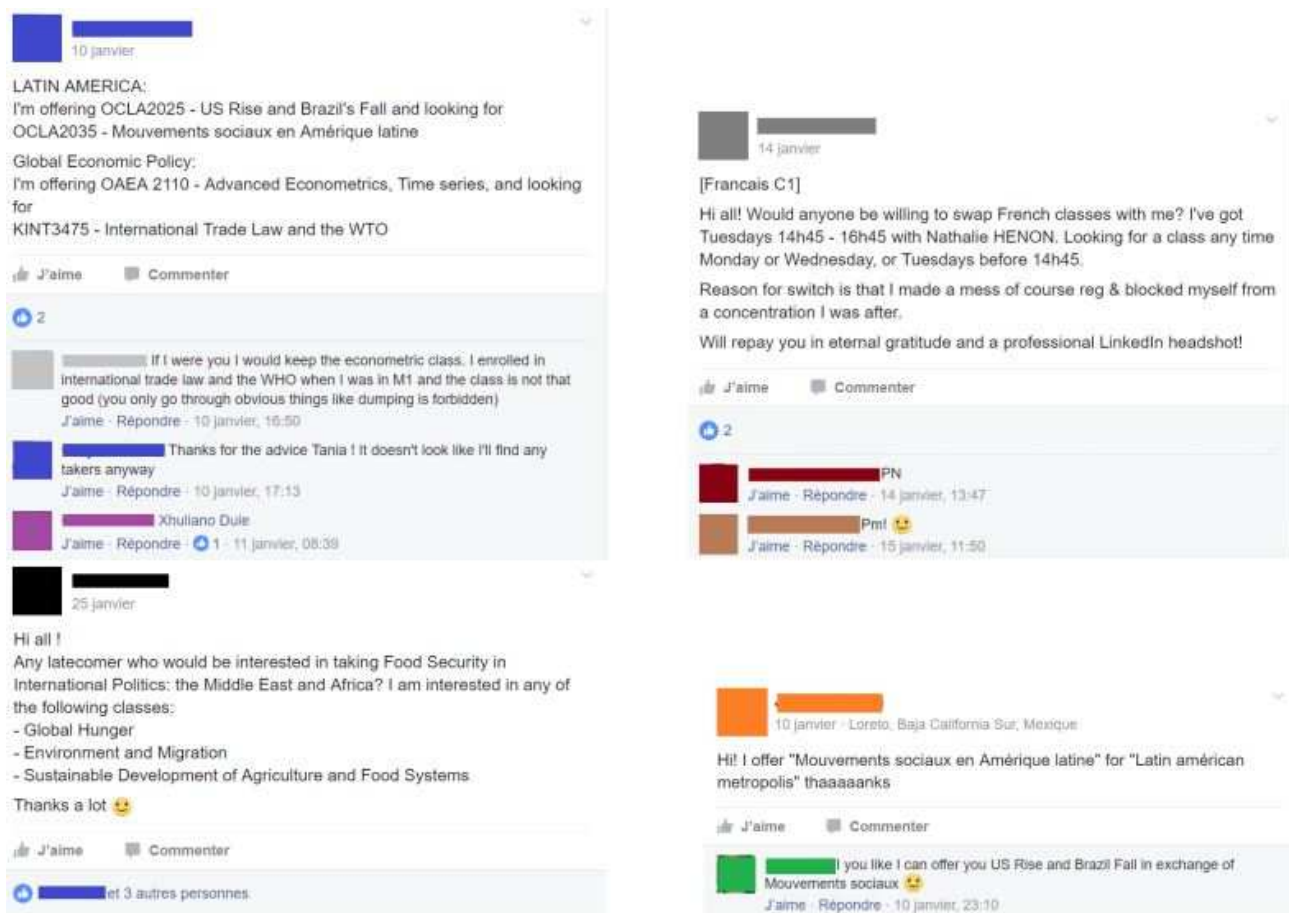 10 janvier
LATIN AMERICA:
I'm offering OCLA2025 - US Rise and Brazil's Fall and looking for
OCLA2035 - Mouvements sociaux en Amérique latine
Global Economic Policy:
I'm offering OAEA 2110 - Advanced Econometrics, Time series, and looking
for
KINT3475 - International Trade Law and the WTO
J'aime Commenter
2
If I were you I would keep the econometric class. I enrolled in
international trade law and the WHO when I was in M1 and the class is not that
good (you only go through obvious things like dumping is forbidden)
J'aime · Répondre · 10 janvier, 16:50
Thanks for the advice Tania ! It doesn't look like I'll find any
takers anyway
J'aime · Répondre · 10 janvier, 17:13
Xhuliano Dule
J'aime · Répondre · 1 · 11 janvier, 08:39
25 janvier
Hi all !
Any latecomer who would be interested in taking Food Security in
International Politics: the Middle East and Africa? I am interested in any of
the following classes:
- Global Hunger
- Environment and Migration
- Sustainable Development of Agriculture and Food Systems
Thanks a lot
J'aime Commenter
et 3 autres personnes
14 janvier
[Francais C1]
Hi all! Would anyone be willing to swap French classes with me? I've got
Tuesdays 14h45 - 16h45 with Nathalie HENON. Looking for a class any time
Monday or Wednesday, or Tuesdays before 14h45.
Reason for switch is that I made a mess of course reg & blocked myself from
a concentration I was after.
Will repay you in eternal gratitude and a professional LinkedIn headshot!
J'aime Commenter
2
PN
J'aime · Répondre · 14 janvier, 13:47
Pm!
J'aime · Répondre · 15 janvier, 11:50
10 janvier · Loreto, Baja California Sur, Mexique
Hi! I offer "Mouvements sociaux en Amérique latine" for "Latin américan
metropolis" thaaaaanks
J'aime Commenter
I you like I can offer you US Rise and Brazil Fall in exchange of
Mouvements sociaux
J'aime · Répondre · 10 janvier, 23:10